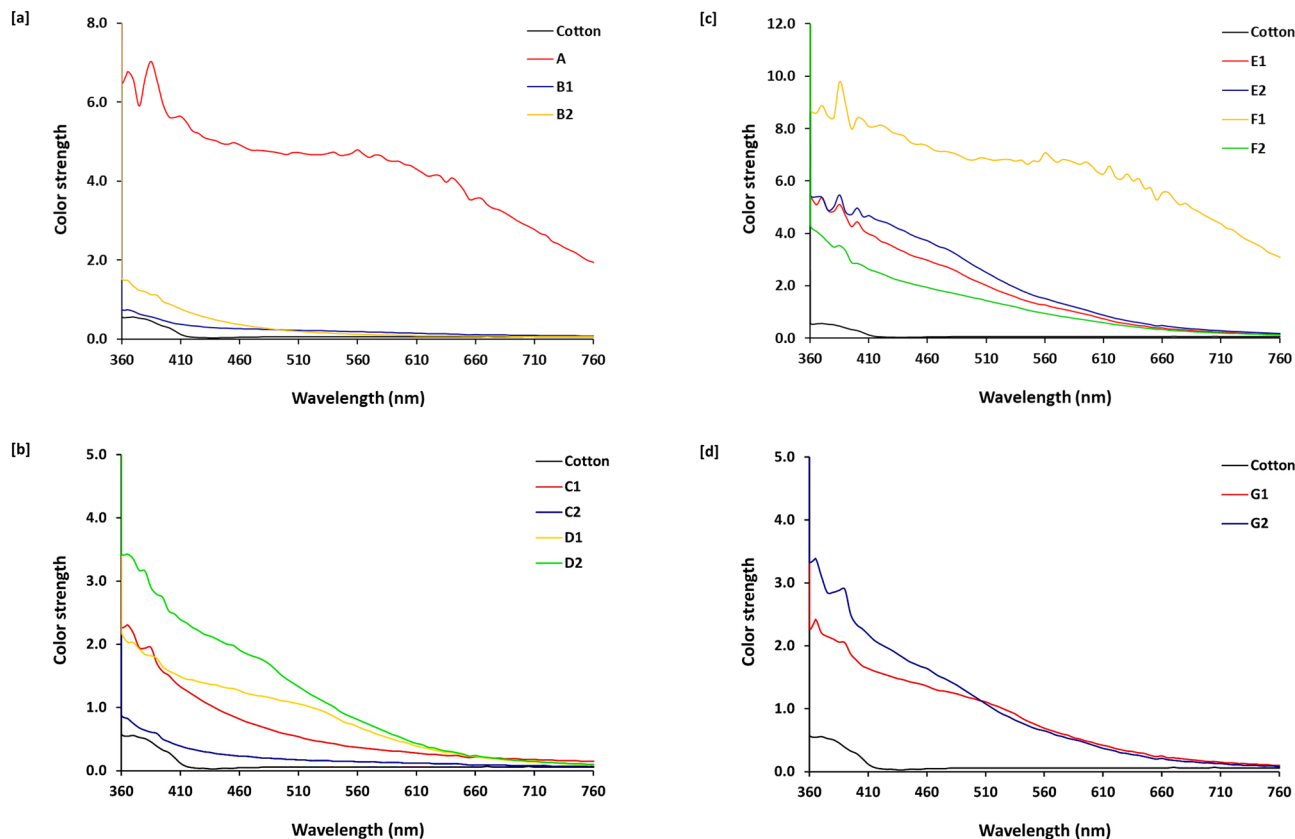 [a]
8.0
6.0
4.0
2.0
0.0
Color strength
360 410 460 510 560 610 660 710 760
Wavelength (nm)
Cotton
A
B1
B2
[c]
12.0
10.0
8.0
6.0
4.0
2.0
0.0
Color strength
360 410 460 510 560 610 660 710 760
Wavelength (nm)
Cotton
E1
E2
F1
F2
[b]
5.0
4.0
3.0
2.0
1.0
0.0
Color strength
360 410 460 510 560 610 660 710 760
Wavelength (nm)
Cotton
C1
C2
D1
D2
[d]
5.0
4.0
3.0
2.0
1.0
0.0
Color strength
360 410 460 510 560 610 660 710 760
Wavelength (nm)
Cotton
G1
G2